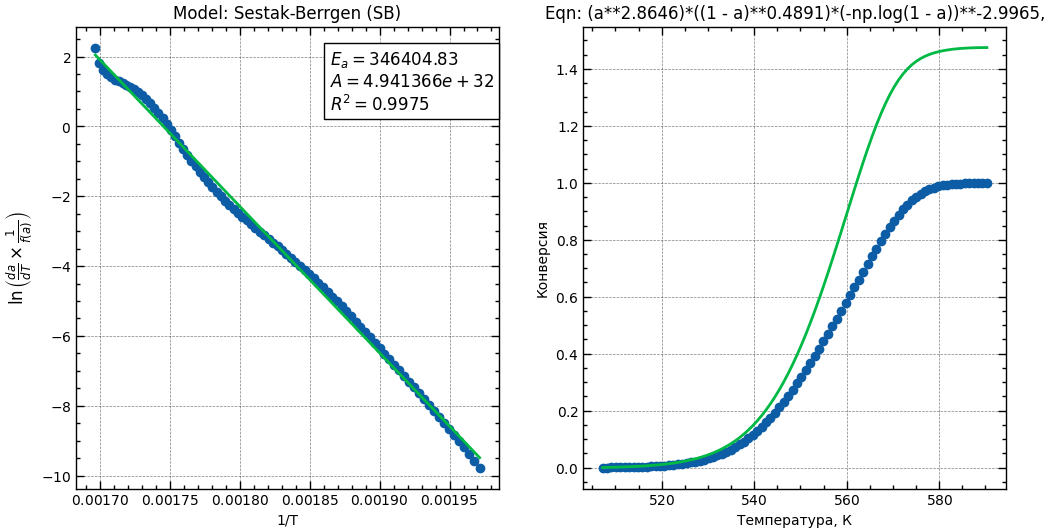 Model: Sestak-Berrgen (SB)
Eqn: (a**2.8646)*((1 - a)**0.4891)*(-np.log(1 - a))**-2.9965,
E_a = 346404.83
A = 4.941366e + 32
R^2 = 0.9975
ln (da/dT × 1/f(a))
2
0
−2
−4
−6
−8
−10
0.00170 0.00175 0.00180 0.00185 0.00190 0.00195
1/T
Конверсия
1.4
1.2
1.0
0.8
0.6
0.4
0.2
0.0
520 540 560 580
Температура, К